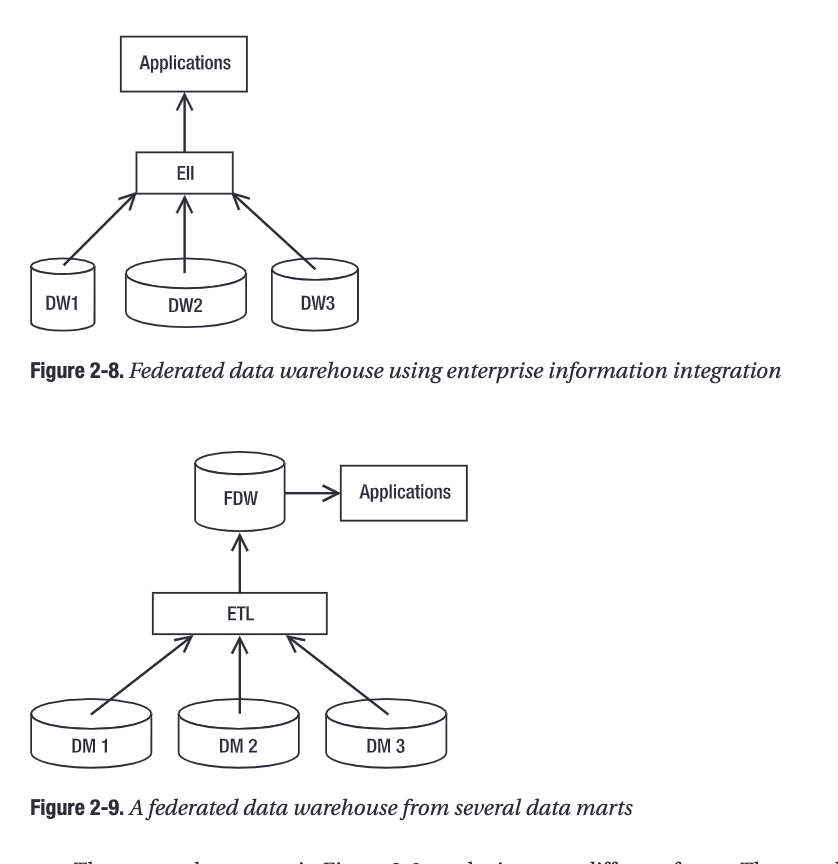 Applications
EII
DW1
DW2
DW3
Figure 2-8. Federated data warehouse using enterprise information integration
FDW
Applications
ETL
DM 1
DM 2
DM 3
Figure 2-9. A federated data warehouse from several data marts